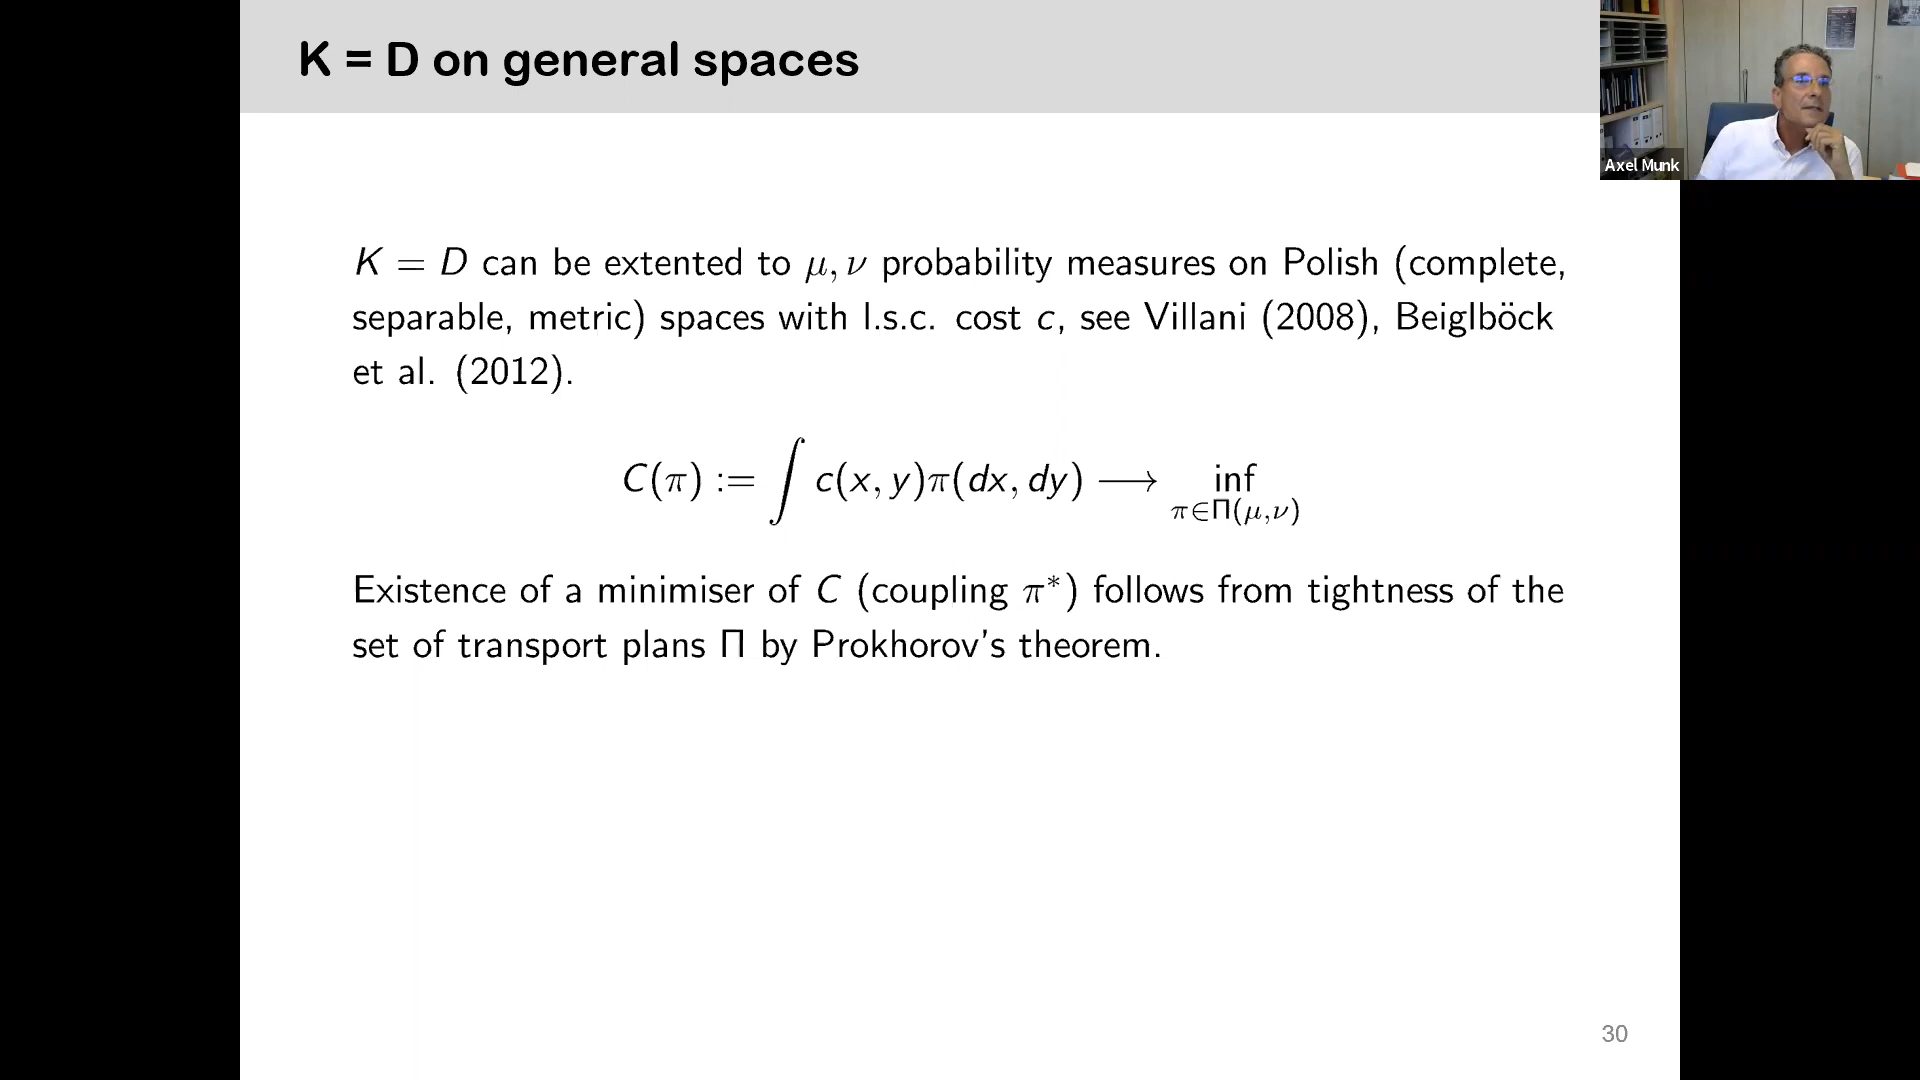 K = D on general spaces
Axel Munk
K = D can be extented to μ, ν probability measures on Polish (complete,
separable, metric) spaces with l.s.c. cost c, see Villani (2008), Beiglböck
et al. (2012).
C(π) := ∫ c(x, y)π(dx, dy) ⟶ inf
π∈Π(μ,ν)
Existence of a minimiser of C (coupling π*) follows from tightness of the
set of transport plans Π by Prokhorov's theorem.
30